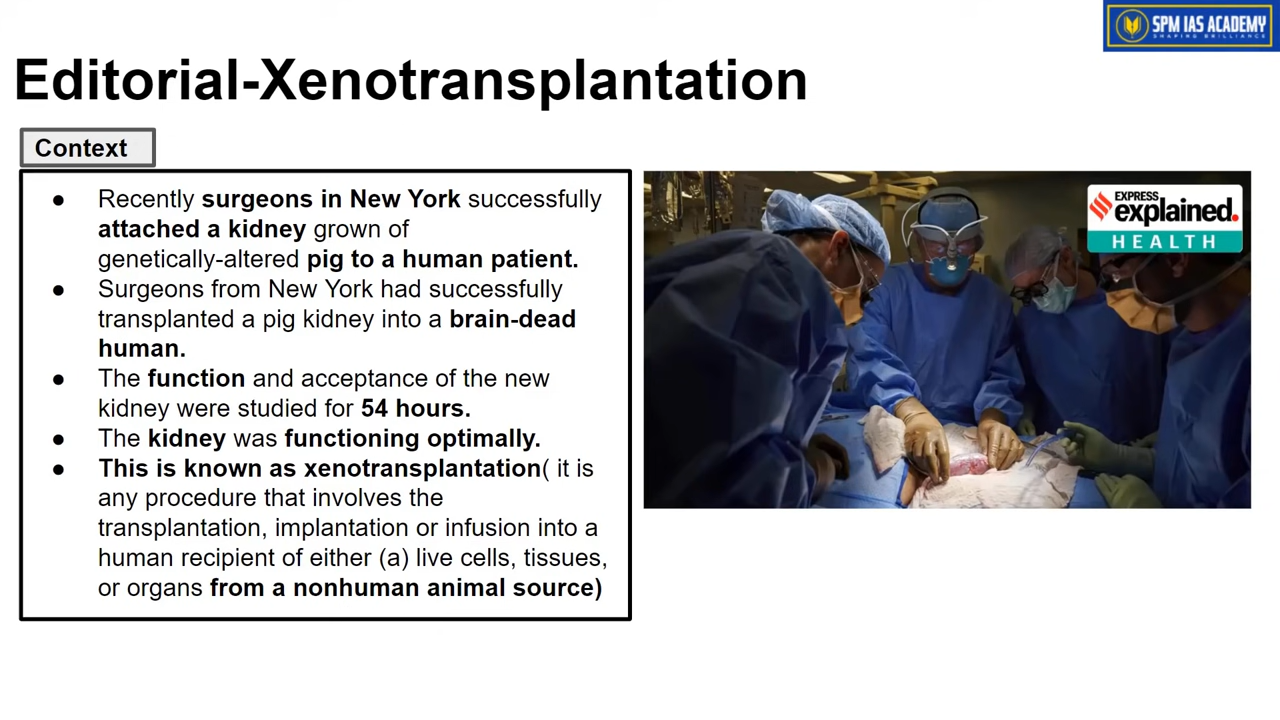 SPM IAS ACADEMY
SHAPING BRILLIANCE
Editorial-Xenotransplantation
Context
● Recently surgeons in New York successfully
attached a kidney grown of
genetically-altered pig to a human patient.
● Surgeons from New York had successfully
transplanted a pig kidney into a brain-dead
human.
● The function and acceptance of the new
kidney were studied for 54 hours.
● The kidney was functioning optimally.
● This is known as xenotransplantation( it is
any procedure that involves the
transplantation, implantation or infusion into a
human recipient of either (a) live cells, tissues,
or organs from a nonhuman animal source)
EXPRESS
explained.
HEALTH